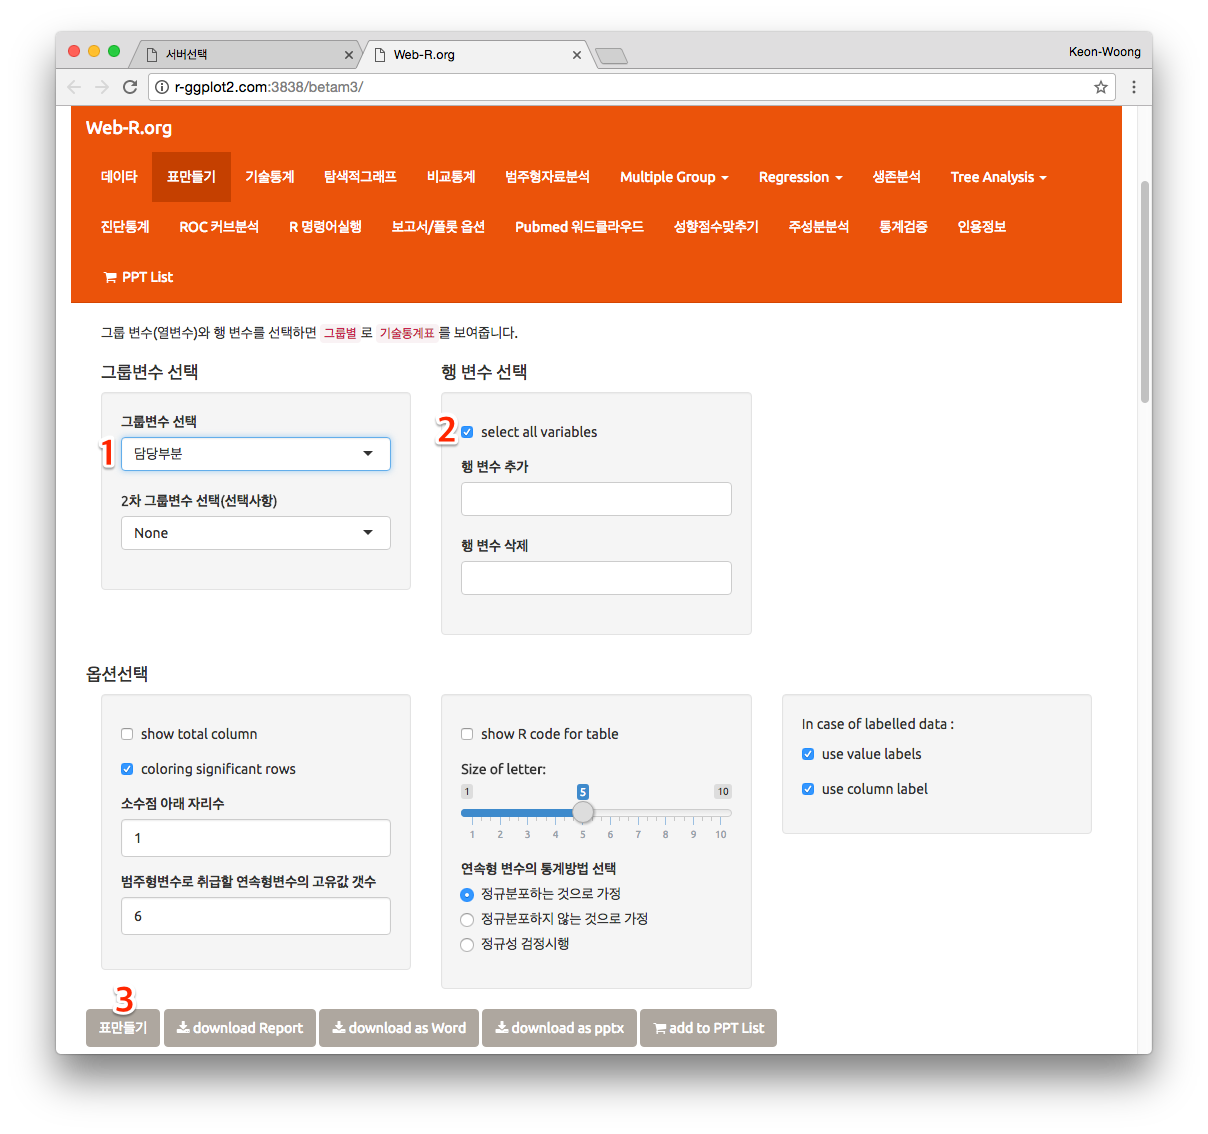 서버선택
Web-R.org
Keon-Woong
r-ggplot2.com:3838/betam3/
Web-R.org
데이타 표만들기 기술통계 탐색적그래프 비교통계 범주형자료분석 Multiple Group Regression 생존분석 Tree Analysis
진단통계 ROC 커브분석 R 명령어실행 보고서/플롯 옵션 Pubmed 워드클라우드 성향점수맞추기 주성분분석 통계검증 인용정보
PPT List
그룹 변수(열변수)와 행 변수를 선택하면 그룹별 로 기술통계표 를 보여줍니다.
그룹변수 선택
행 변수 선택
그룹변수 선택
1
담당부분
2차 그룹변수 선택(선택사항)
None
2
select all variables
행 변수 추가
행 변수 삭제
옵션선택
show total column
coloring significant rows
소수점 아래 자리수
1
범주형변수로 취급할 연속형변수의 고유값 갯수
6
show R code for table
Size of letter:
1 5 10
1 2 3 4 5 6 7 8 9 10
연속형 변수의 통계방법 선택
정규분포하는 것으로 가정
정규분포하지 않는 것으로 가정
정규성 검정시행
In case of labelled data :
use value labels
use column label
3
표만들기 download Report download as Word download as pptx add to PPT List